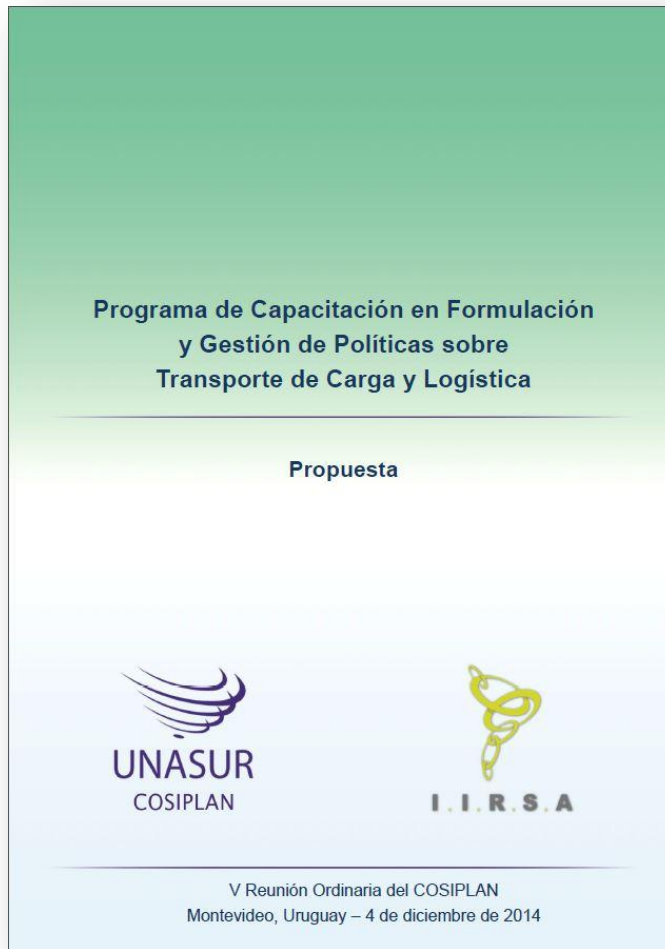 Programa de Capacitación en Formulación
y Gestión de Políticas sobre
Transporte de Carga y Logística
Propuesta
UNASUR
COSIPLAN
I.I.R.S.A
V Reunión Ordinaria del COSIPLAN
Montevideo, Uruguay – 4 de diciembre de 2014